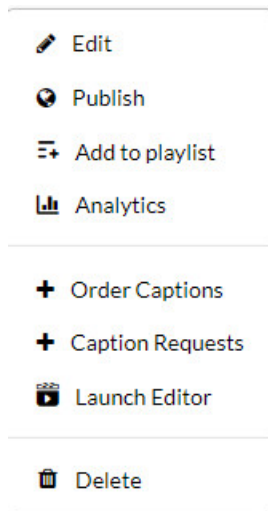 Edit
Publish
Add to playlist
Analytics
Order Captions
Caption Requests
Launch Editor
Delete